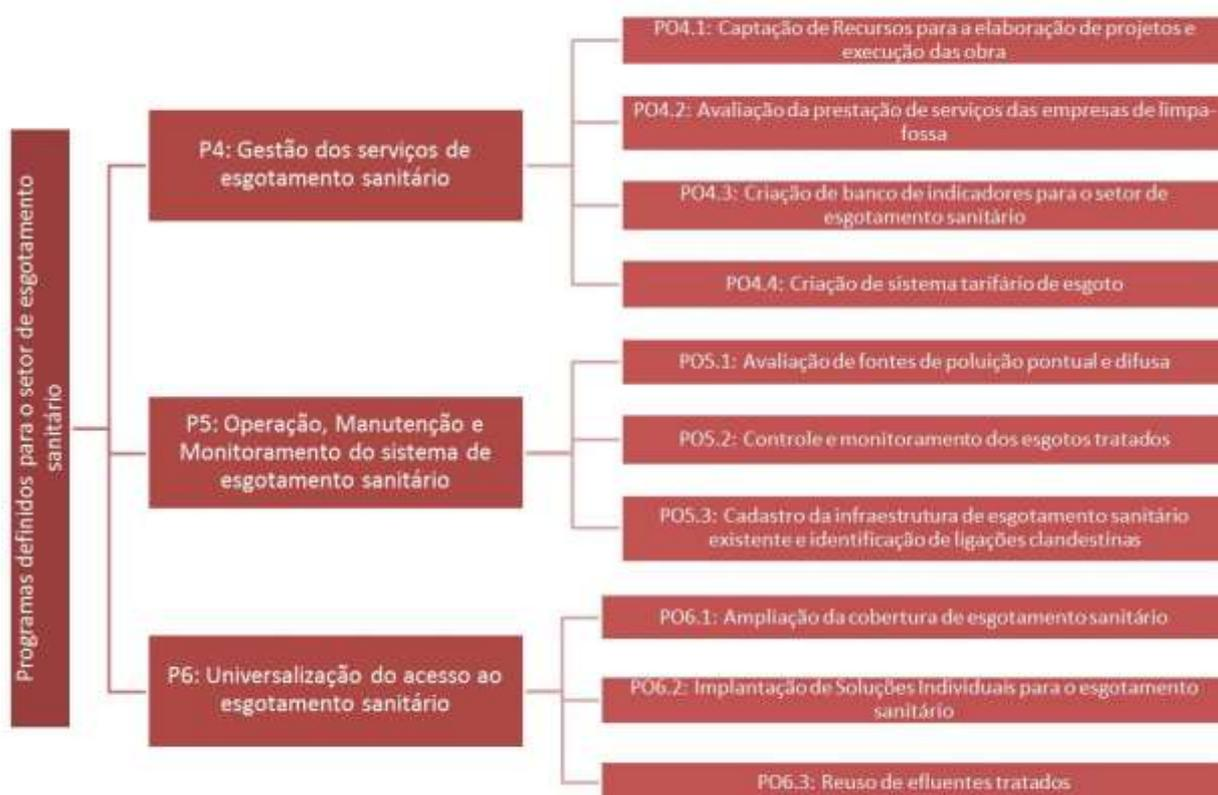 Programas definidos para o setor de esgotamento
sanitário
P4: Gestão dos serviços de
esgotamento sanitário
PO4.1: Captação de Recursos para a elaboração de projetos e
execução das obra
PO4.2: Avaliação da prestação de serviços das empresas de limpa-
fossa
PO4.3: Criação de banco de indicadores para o setor de
esgotamento sanitário
PO4.4: Criação de sistema tarifário de esgoto
P5: Operação, Manutenção e
Monitoramento do sistema de
esgotamento sanitário
PO5.1: Avaliação de fontes de poluição pontual e difusa
PO5.2: Controle e monitoramento dos esgotos tratados
PO5.3: Cadastro da infraestrutura de esgotamento sanitário
existente e identificação de ligações clandestinas
P6: Universalização do acesso ao
esgotamento sanitário
PO6.1: Ampliação da cobertura de esgotamento sanitário
PO6.2: Implantação de Soluções Individuais para o esgotamento
sanitário
PO6.3: Reuso de efluentes tratados